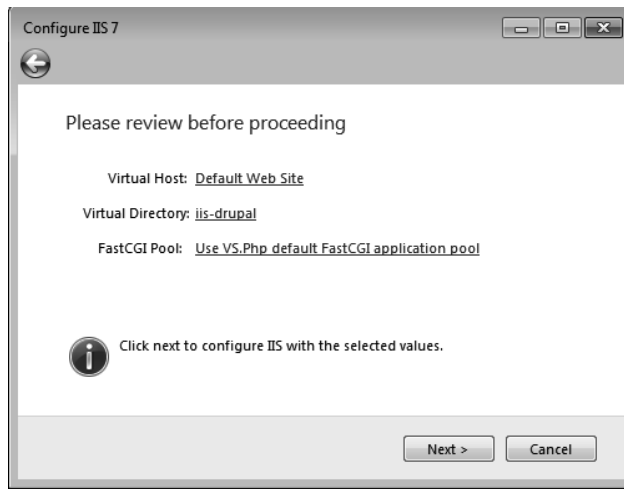 Configure IIS 7
Please review before proceeding
Virtual Host: Default Web Site
Virtual Directory: iis-drupal
FastCGI Pool: Use VS.Php default FastCGI application pool
Click next to configure IIS with the selected values.
Next > Cancel